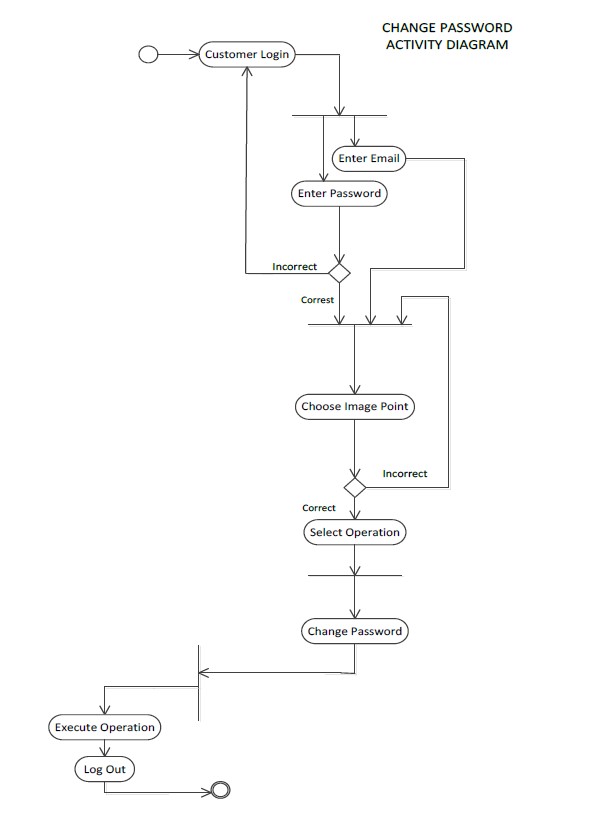 CHANGE PASSWORD
ACTIVITY DIAGRAM
Customer Login
Enter Email
Enter Password
Incorrect
Correst
Choose Image Point
Incorrect
Correct
Select Operation
Change Password
Execute Operation
Log Out